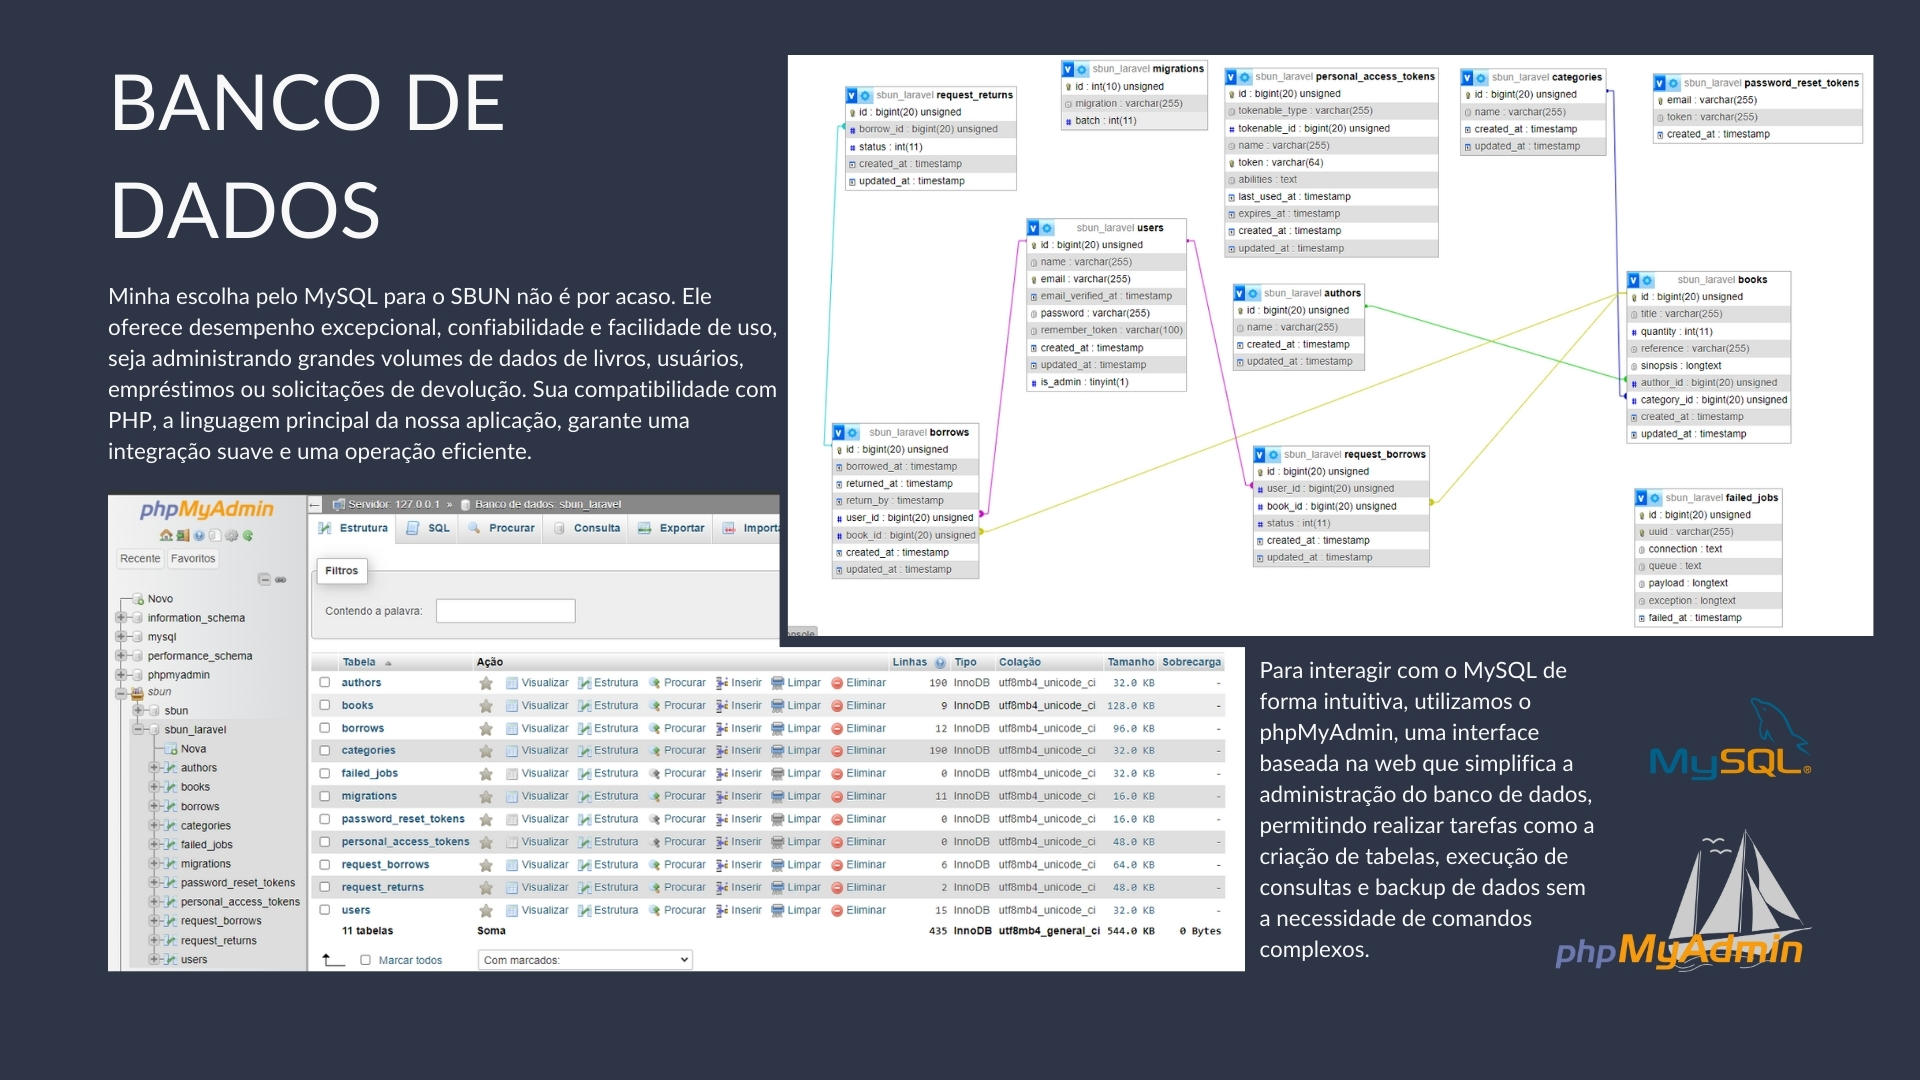 BANCO DE
DADOS
Minha escolha pelo MySQL para o SBUN não é por acaso. Ele
oferece desempenho excepcional, confiabilidade e facilidade de uso,
seja administrando grandes volumes de dados de livros, usuários,
empréstimos ou solicitações de devolução. Sua compatibilidade com
PHP, a linguagem principal da nossa aplicação, garante uma
integração suave e uma operação eficiente.
sbun_laravel request_returns
id : bigint(20) unsigned
borrow_id : bigint(20) unsigned
status : int(11)
created_at : timestamp
updated_at : timestamp
sbun_laravel migrations
id : int(10) unsigned
migration : varchar(255)
batch : int(11)
sbun_laravel personal_access_tokens
id : bigint(20) unsigned
tokenable_type : varchar(255)
tokenable_id : bigint(20) unsigned
name : varchar(255)
token : varchar(64)
abilities : text
last_used_at : timestamp
expires_at : timestamp
created_at : timestamp
updated_at : timestamp
sbun_laravel categories
id : bigint(20) unsigned
name : varchar(255)
created_at : timestamp
updated_at : timestamp
sbun_laravel password_reset_tokens
email : varchar(255)
token : varchar(255)
created_at : timestamp
sbun_laravel users
id : bigint(20) unsigned
name : varchar(255)
email : varchar(255)
email_verified_at : timestamp
password : varchar(255)
remember_token : varchar(100)
created_at : timestamp
updated_at : timestamp
is_admin : tinyint(1)
sbun_laravel authors
id : bigint(20) unsigned
name : varchar(255)
created_at : timestamp
updated_at : timestamp
sbun_laravel books
id : bigint(20) unsigned
title : varchar(255)
quantity : int(11)
reference : varchar(255)
sinopsis : longtext
author_id : bigint(20) unsigned
category_id : bigint(20) unsigned
created_at : timestamp
updated_at : timestamp
sbun_laravel borrows
id : bigint(20) unsigned
borrowed_at : timestamp
returned_at : timestamp
return_by : timestamp
user_id : bigint(20) unsigned
book_id : bigint(20) unsigned
created_at : timestamp
updated_at : timestamp
sbun_laravel request_borrows
id : bigint(20) unsigned
user_id : bigint(20) unsigned
book_id : bigint(20) unsigned
status : int(11)
created_at : timestamp
updated_at : timestamp
sbun_laravel failed_jobs
id : bigint(20) unsigned
uuid : varchar(255)
connection : text
queue : text
payload : longtext
exception : longtext
failed_at : timestamp
phpMyAdmin
Recente Favoritos
Novo
information_schema
mysql
performance_schema
phpmyadmin
sbun
sbun
sbun_laravel
Nova
authors
books
borrows
categories
failed_jobs
migrations
password_reset_tokens
personal_access_tokens
request_borrows
request_returns
users
Servidor: 127.0.0.1 » Banco de dados: sbun_laravel
Estrutura SQL Procurar Consulta Exportar Importa
Filtros
Contendo a palavra:
Tabela Ação Linhas Tipo Colação Tamanho Sobrecarga
authors Visualizar Estrutura Procurar Inserir Limpar Eliminar 190 InnoDB utf8mb4_unicode_ci 32.0 KB -
books Visualizar Estrutura Procurar Inserir Limpar Eliminar 9 InnoDB utf8mb4_unicode_ci 128.0 KB -
borrows Visualizar Estrutura Procurar Inserir Limpar Eliminar 12 InnoDB utf8mb4_unicode_ci 96.0 KB -
categories Visualizar Estrutura Procurar Inserir Limpar Eliminar 190 InnoDB utf8mb4_unicode_ci 32.0 KB -
failed_jobs Visualizar Estrutura Procurar Inserir Limpar Eliminar 0 InnoDB utf8mb4_unicode_ci 32.0 KB -
migrations Visualizar Estrutura Procurar Inserir Limpar Eliminar 11 InnoDB utf8mb4_unicode_ci 16.0 KB -
password_reset_tokens Visualizar Estrutura Procurar Inserir Limpar Eliminar 0 InnoDB utf8mb4_unicode_ci 16.0 KB -
personal_access_tokens Visualizar Estrutura Procurar Inserir Limpar Eliminar 0 InnoDB utf8mb4_unicode_ci 48.0 KB -
request_borrows Visualizar Estrutura Procurar Inserir Limpar Eliminar 6 InnoDB utf8mb4_unicode_ci 64.0 KB -
request_returns Visualizar Estrutura Procurar Inserir Limpar Eliminar 2 InnoDB utf8mb4_unicode_ci 48.0 KB -
users Visualizar Estrutura Procurar Inserir Limpar Eliminar 15 InnoDB utf8mb4_unicode_ci 32.0 KB -
11 tabelas Soma 435 InnoDB utf8mb4_general_ci 544.0 KB 0 Bytes
Marcar todos Com marcados:
Para interagir com o MySQL de
forma intuitiva, utilizamos o
phpMyAdmin, uma interface
baseada na web que simplifica a
administração do banco de dados,
permitindo realizar tarefas como a
criação de tabelas, execução de
consultas e backup de dados sem
a necessidade de comandos
complexos.
MySQL®
phpMyAdmin